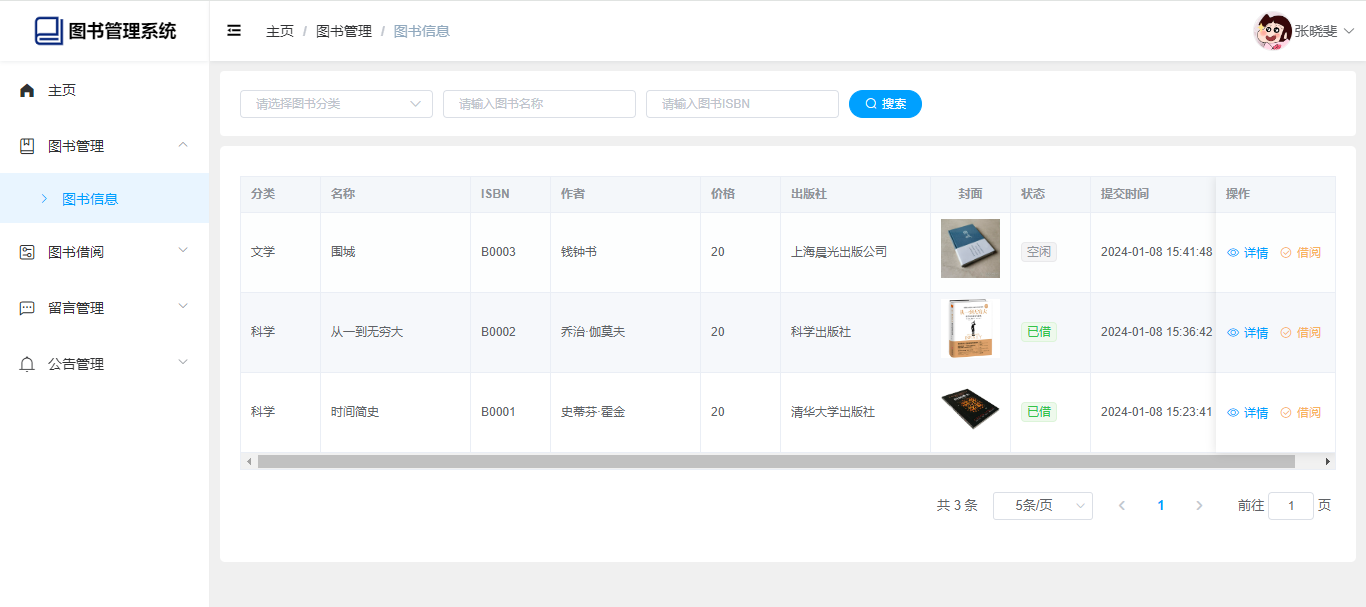 图书管理系统
主页 / 图书管理 / 图书信息
张晓斐
主页
图书管理
图书信息
图书借阅
留言管理
公告管理
请选择图书分类 请输入图书名称 请输入图书ISBN 搜索
分类 名称 ISBN 作者 价格 出版社 封面 状态 提交时间 操作
文学 围城 B0003 钱钟书 20 上海晨光出版公司 空闲 2024-01-08 15:41:48 详情 借阅
科学 从一到无穷大 B0002 乔治·伽莫夫 20 科学出版社 已借 2024-01-08 15:36:42 详情 借阅
科学 时间简史 B0001 史蒂芬·霍金 20 清华大学出版社 已借 2024-01-08 15:23:41 详情 借阅
共 3 条 5条/页 1 前往 1 页